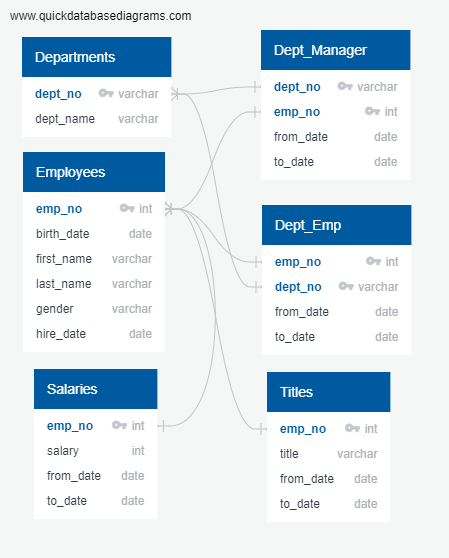 www.quickdatabasediagrams.com
Departments
dept_no varchar
dept_name varchar
Dept_Manager
dept_no varchar
emp_no int
from_date date
to_date date
Employees
emp_no int
birth_date date
first_name varchar
last_name varchar
gender varchar
hire_date date
Dept_Emp
emp_no int
dept_no varchar
from_date date
to_date date
Salaries
emp_no int
salary int
from_date date
to_date date
Titles
emp_no int
title varchar
from_date date
to_date date